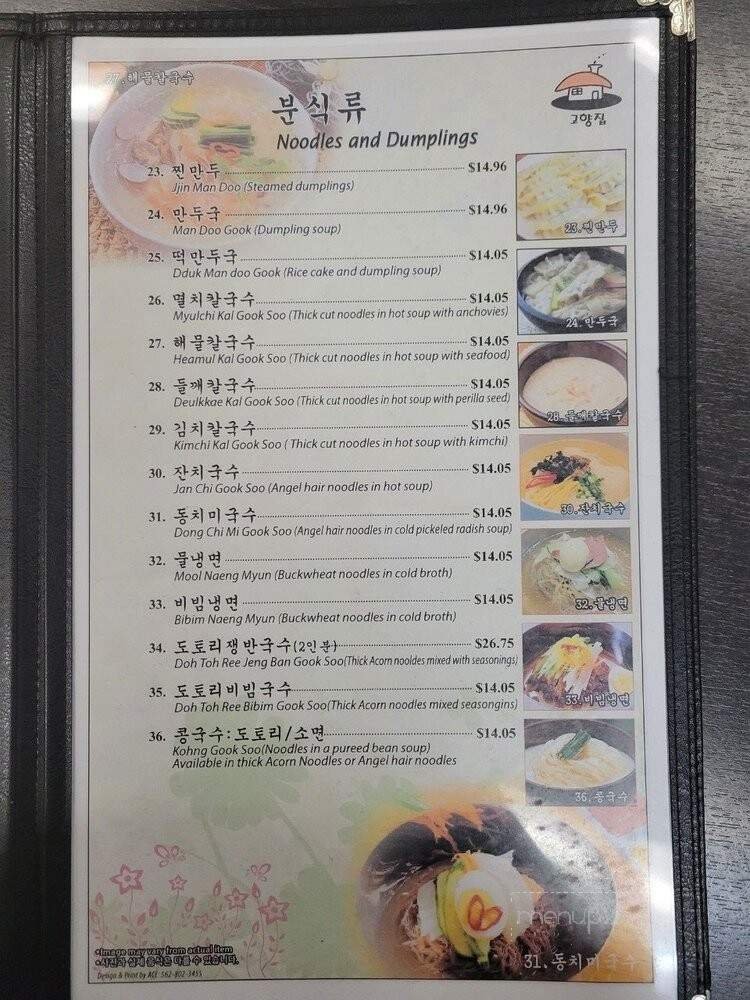 27.해물칼국수
분식류
Noodles and Dumplings
고향집
23. 찐만두 $14.96
Jjin Man Doo (Steamed dumplings)
24. 만두국 $14.96
Man Doo Gook (Dumpling soup)
25. 떡만두국 $14.05
Dduk Man doo Gook (Rice cake and dumpling soup)
26. 멸치칼국수 $14.05
Myulchi Kal Gook Soo (Thick cut noodles in hot soup with anchovies)
27. 해물칼국수 $14.05
Heamul Kal Gook Soo (Thick cut noodles in hot soup with seafood)
28. 들깨칼국수 $14.05
Deulkkae Kal Gook Soo (Thick cut noodles in hot soup with perilla seed)
29. 김치칼국수 $14.05
Kimchi Kal Gook Soo ( Thick cut noodles in hot soup with kimchi)
30. 잔치국수 $14.05
Jan Chi Gook Soo (Angel hair noodles in hot soup)
31. 동치미국수 $14.05
Dong Chi Mi Gook Soo (Angel hair noodles in cold pickeled radish soup)
32. 물냉면 $14.05
Mool Naeng Myun (Buckwheat noodles in cold broth)
33. 비빔냉면 $14.05
Bibim Naeng Myun (Buckwheat noodles in cold broth)
34. 도토리쟁반국수(2인분) $26.75
Doh Toh Ree Jeng Ban Gook Soo(Thick Acorn nooldes mixed with seasonings)
35. 도토리비빔국수 $14.05
Doh Toh Ree Bibim Gook Soo(Thick Acorn noodles mixed seasongins)
36. 콩국수:도토리/소면 $14.05
Kohng Gook Soo(Noodles in a pureed bean soup)
Available in thick Acorn Noodles or Angel hair noodles
23.찐만두
24.만두국
28.들깨칼국수
30.잔치국수
32.물냉면
33.비빔냉면
36.콩국수
menup
31.동치미국수
*Image may vary from actual item
*사진과 실제 음식은 다를 수 있습니다.
Design & Print by ACE 562-802-3455